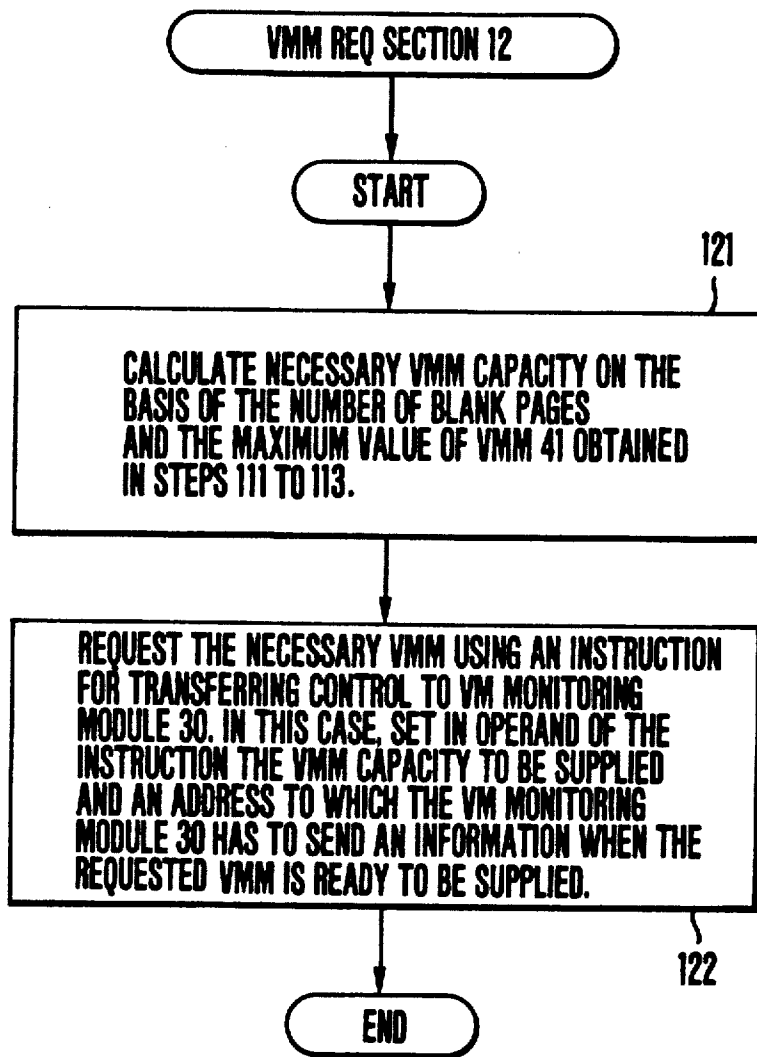 VMM REQ SECTION 12
START
121
CALCULATE NECESSARY VMM CAPACITY ON THE
BASIS OF THE NUMBER OF BLANK PAGES
AND THE MAXIMUM VALUE OF VMM 41 OBTAINED
IN STEPS 111 TO 113.
REQUEST THE NECESSARY VMM USING AN INSTRUCTION
FOR TRANSFERRING CONTROL TO VM MONITORING
MODULE 30. IN THIS CASE, SET IN OPERAND OF THE
INSTRUCTION THE VMM CAPACITY TO BE SUPPLIED
AND AN ADDRESS TO WHICH THE VM MONITORING
MODULE 30 HAS TO SEND AN INFORMATION WHEN THE
REQUESTED VMM IS READY TO BE SUPPLIED.
122
END